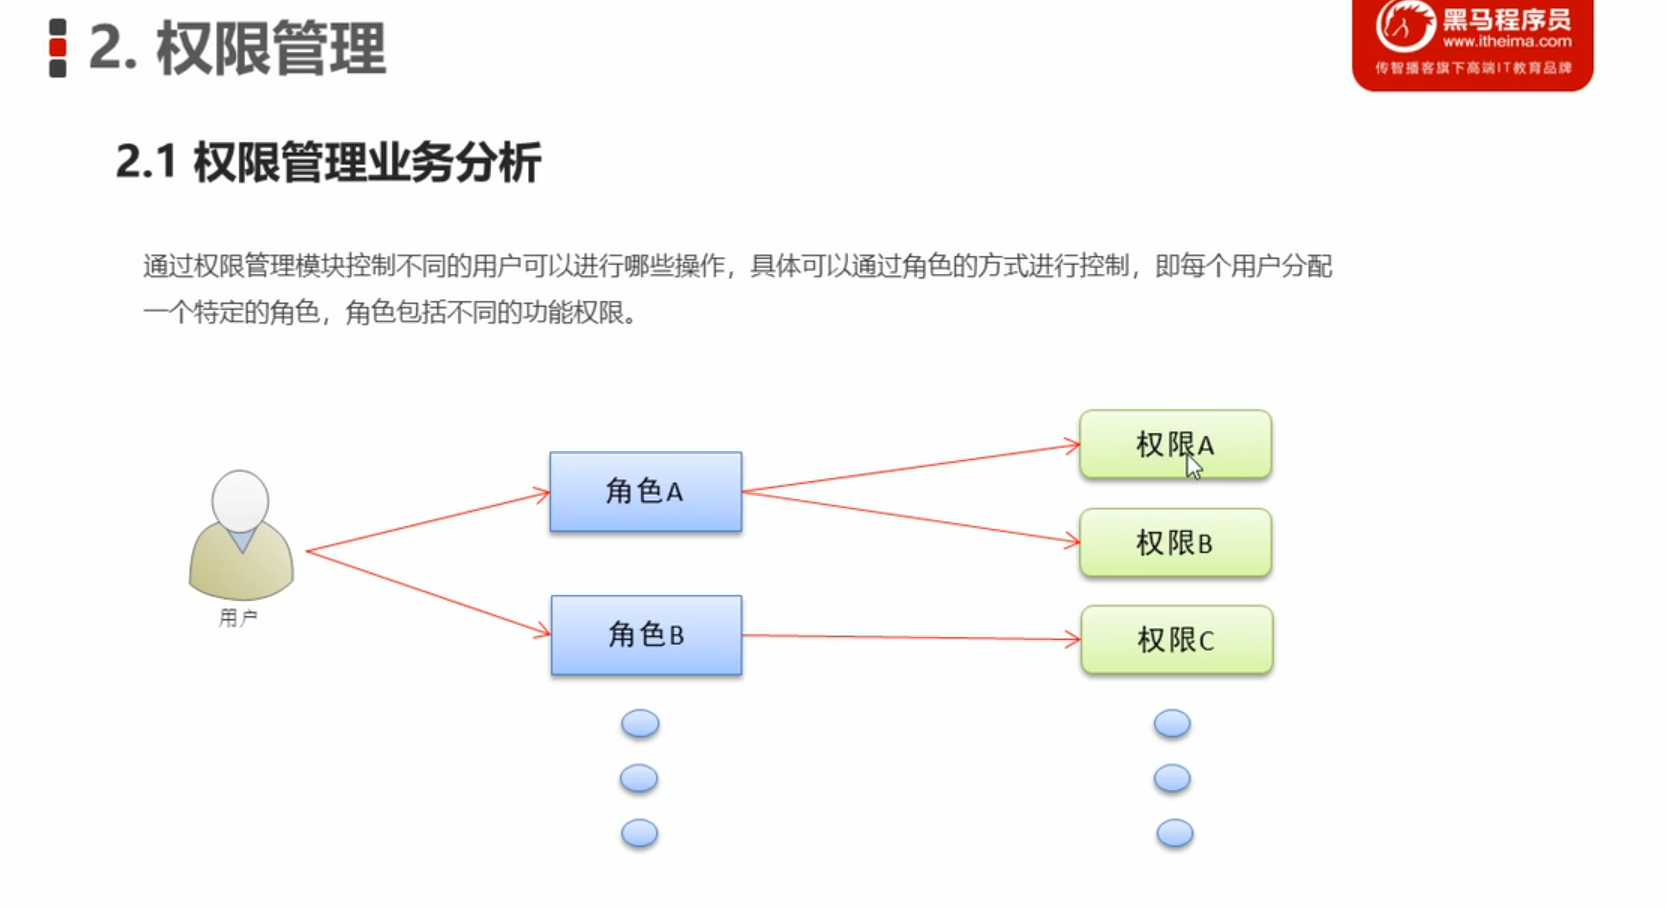 2. 权限管理
黑马程序员
www.itheima.com
传智播客旗下高端IT教育品牌
2.1 权限管理业务分析
通过权限管理模块控制不同的用户可以进行哪些操作，具体可以通过角色的方式进行控制，即每个用户分配
一个特定的角色，角色包括不同的功能权限。
权限A
角色A
权限B
用户
角色B
权限C